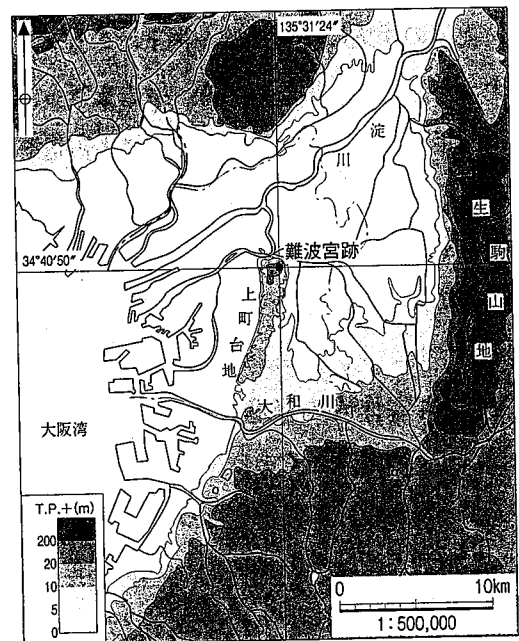 135°31′24″
淀川
生駒山地
34°40′50″
難波宮跡
上町台地
大和川
大阪湾
T.P.+(m)
200
20
10
5
0
0 10km
1:500,000